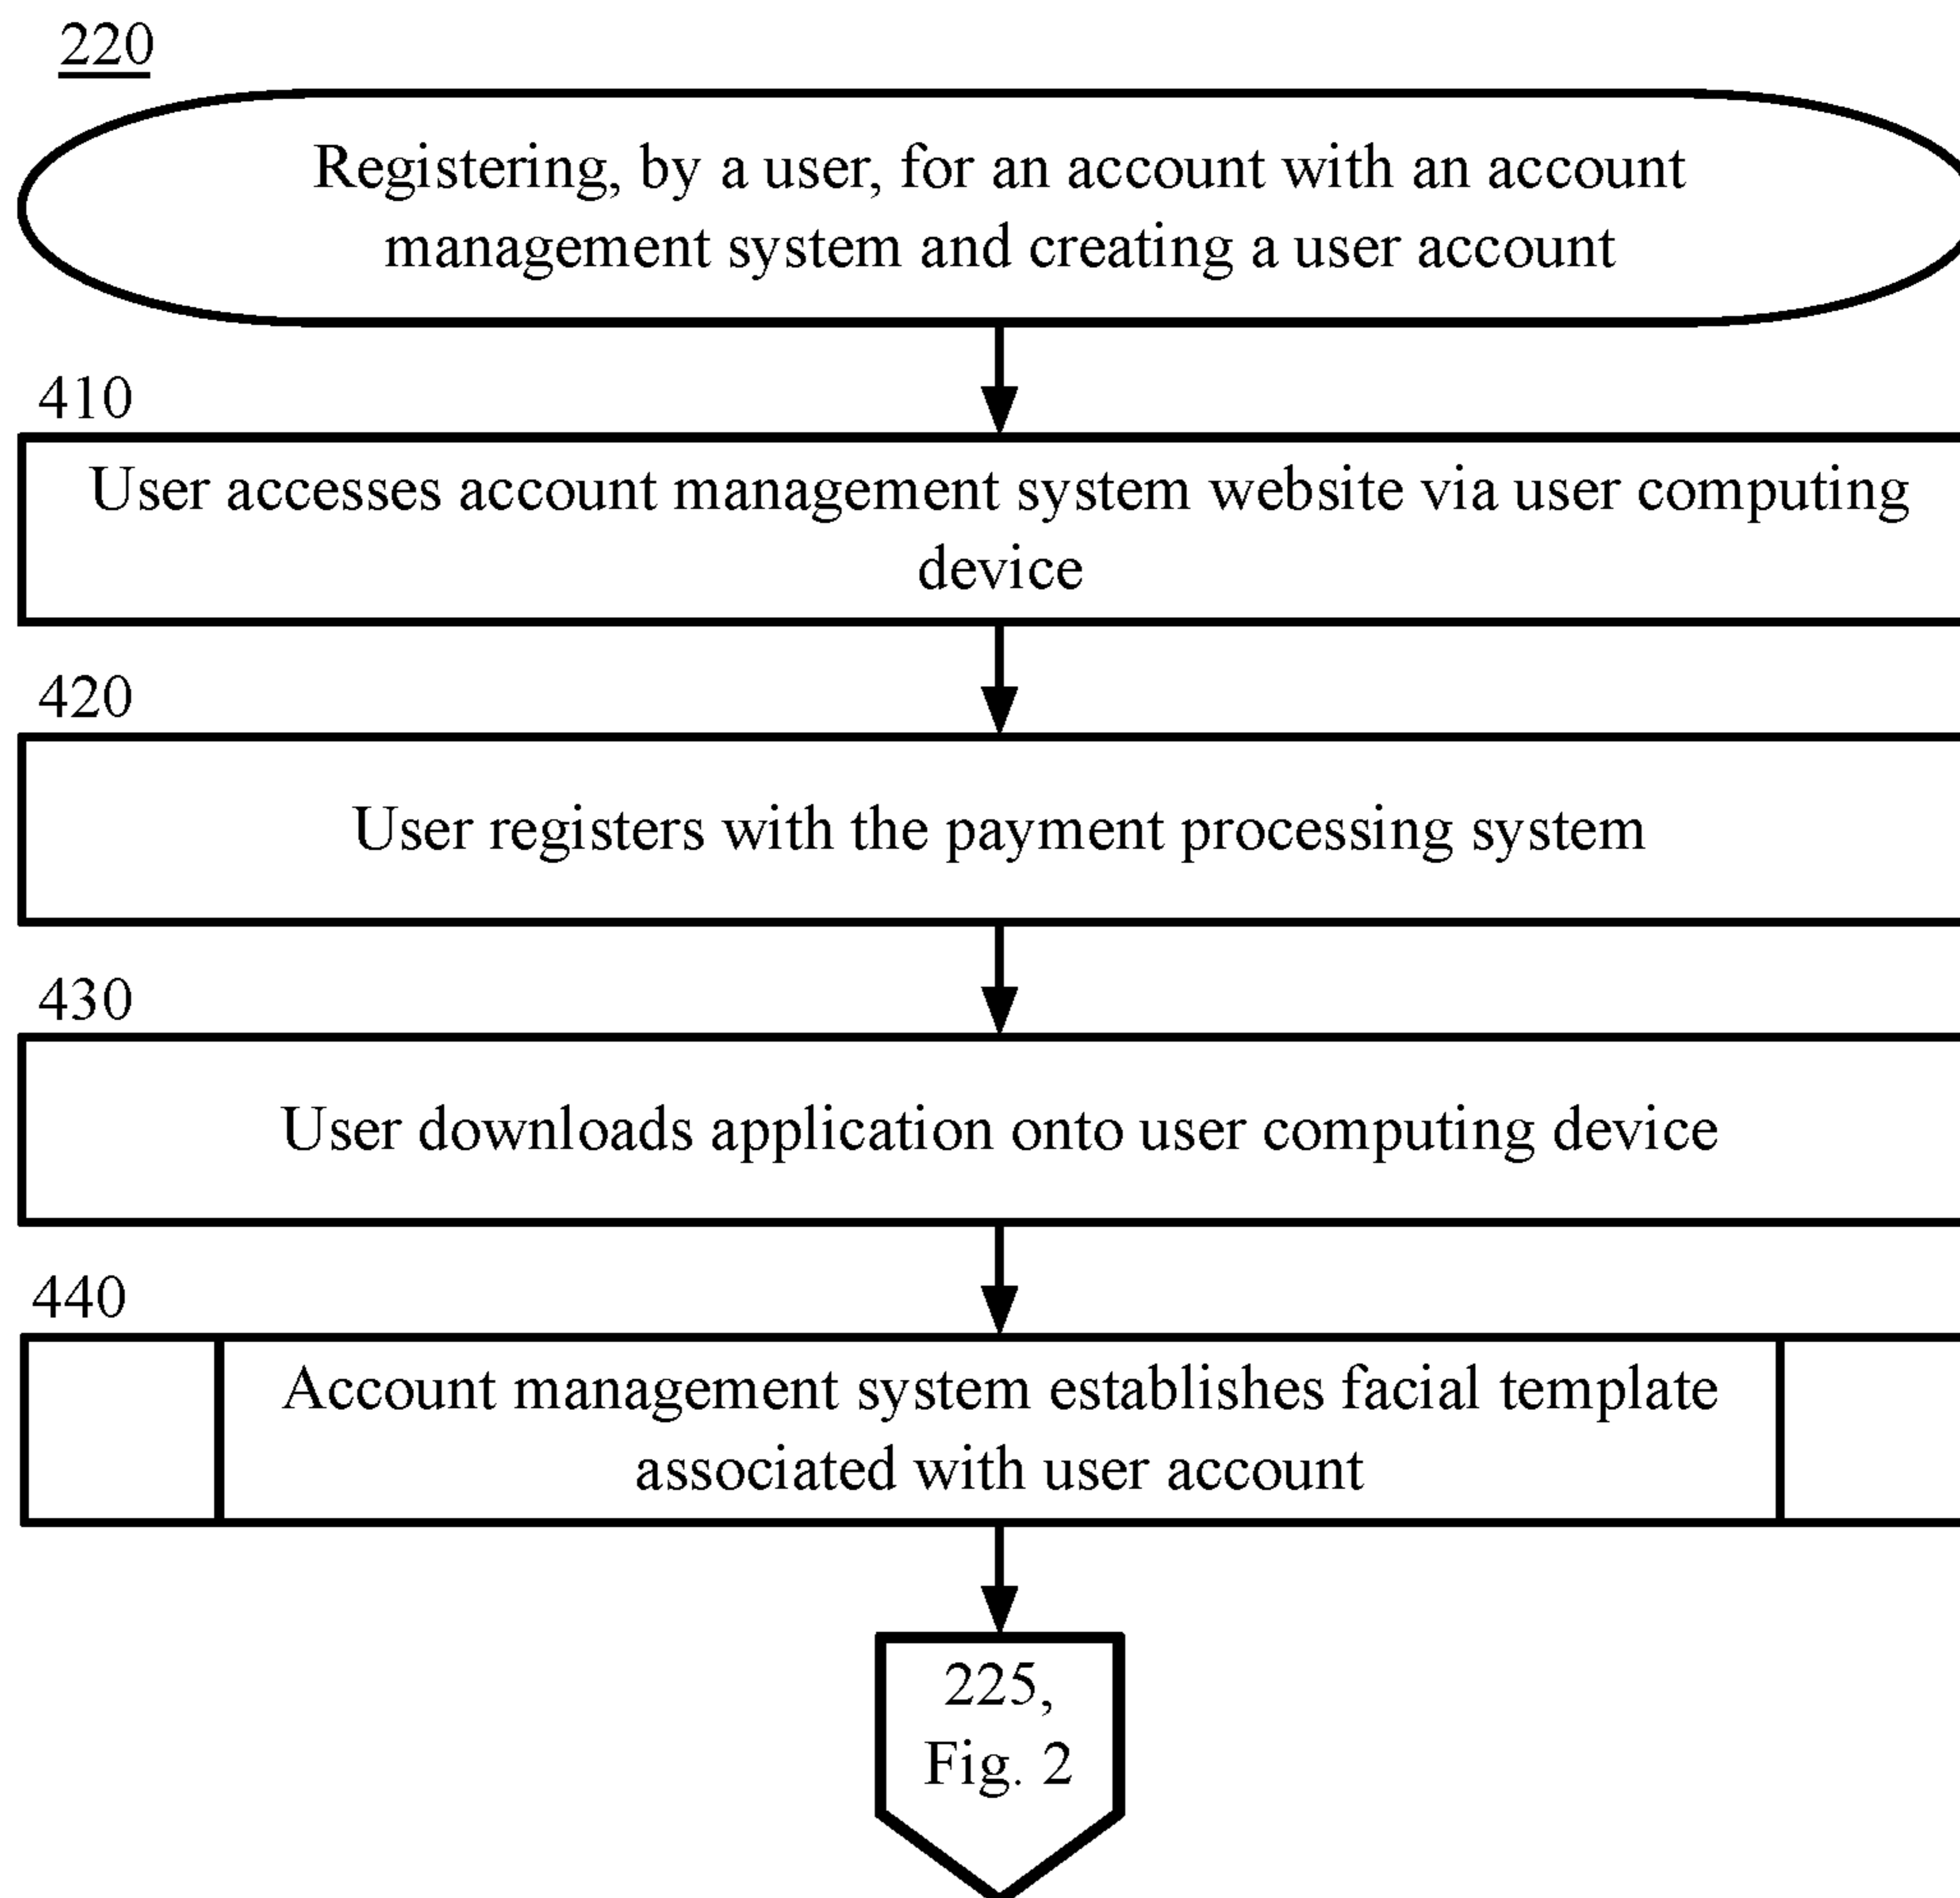 220
Registering, by a user, for an account with an account
management system and creating a user account
410
User accesses account management system website via user computing
device
420
User registers with the payment processing system
430
User downloads application onto user computing device
440
Account management system establishes facial template
associated with user account
225,
Fig. 2